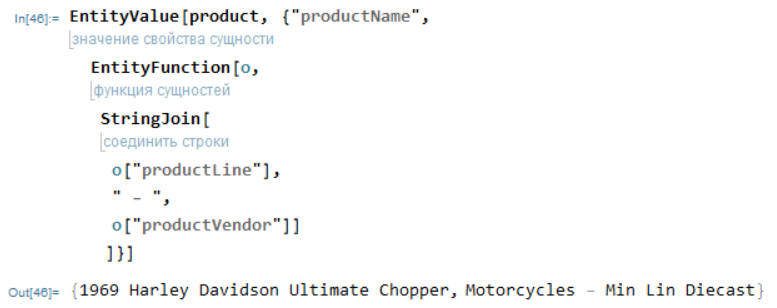 In[46]:= EntityValue[product, {"productName",
значение свойства сущности
EntityFunction[o,
функция сущностей
StringJoin[
соединить строки
o["productLine"],
" – ",
o["productVendor"]]
]}]
Out[46]= {1969 Harley Davidson Ultimate Chopper, Motorcycles – Min Lin Diecast}